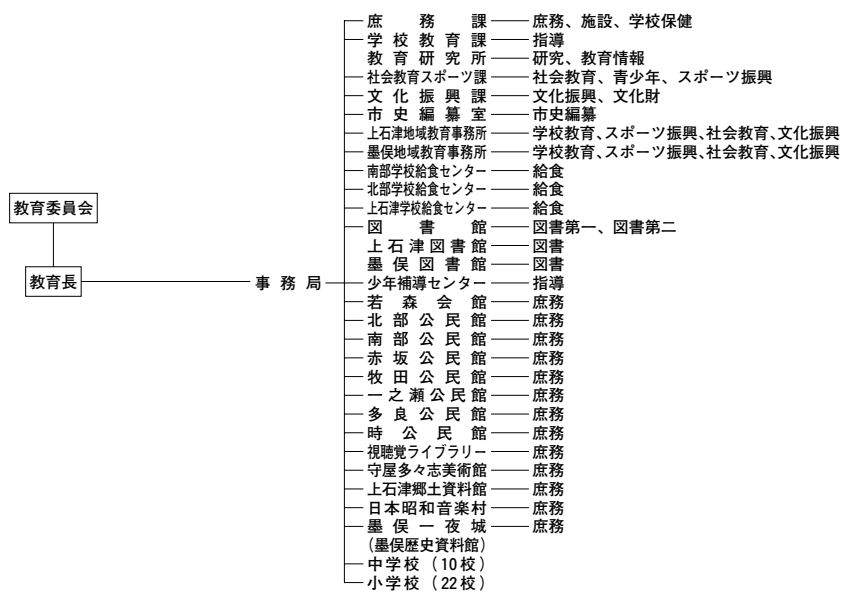 庶務課 庶務、施設、学校保健
学校教育課 指導
教育研究所 研究、教育情報
社会教育スポーツ課 社会教育、青少年、スポーツ振興
文化振興課 文化振興、文化財
市史編纂室 市史編纂
上石津地域教育事務所 学校教育、スポーツ振興、社会教育、文化振興
墨俣地域教育事務所 学校教育、スポーツ振興、社会教育、文化振興
南部学校給食センター 給食
北部学校給食センター 給食
教育委員会
上石津学校給食センター 給食
図書館 図書第一、図書第二
上石津図書館 図書
墨俣図書館 図書
教育長 事務局 少年補導センター 指導
若森会館 庶務
北部公民館 庶務
南部公民館 庶務
赤坂公民館 庶務
牧田公民館 庶務
一之瀬公民館 庶務
多良公民館 庶務
時公民館 庶務
視聴覚ライブラリー 庶務
守屋多々志美術館 庶務
上石津郷土資料館 庶務
日本昭和音楽村 庶務
墨俣一夜城 庶務
(墨俣歴史資料館)
中学校(10校)
小学校(22校)